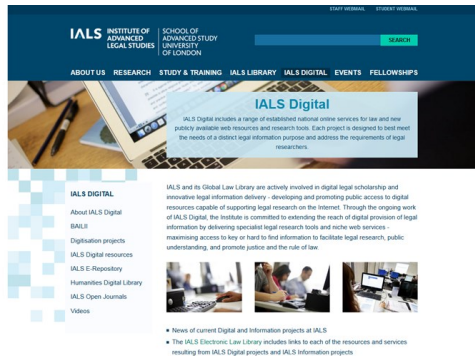 STAFF WEBMAIL STUDENT WEBMAIL
IALS INSTITUTE OF ADVANCED LEGAL STUDIES
SCHOOL OF ADVANCED STUDY UNIVERSITY OF LONDON
SEARCH
ABOUT US RESEARCH STUDY & TRAINING IALS LIBRARY IALS DIGITAL EVENTS FELLOWSHIPS
IALS Digital
IALS Digital includes a range of established national online services for law and new
publicly available web resources and research tools. Each project is designed to best meet
the needs of a distinct legal information purpose and address the requirements of legal
researchers.
IALS DIGITAL
About IALS Digital
BAILII
Digitisation projects
IALS Digital resources
IALS E-Repository
Humanities Digital Library
IALS Open Journals
Videos
IALS and its Global Law Library are actively involved in digital legal scholarship and
innovative legal information delivery - developing and promoting public access to digital
resources capable of supporting legal research on the Internet. Through the ongoing work
of IALS Digital, the Institute is committed to extending the reach of digital provision of legal
information by delivering specialist legal research tools and niche web services -
maximising access to key or hard to find information to facilitate legal research, public
understanding, and promote justice and the rule of law.
News of current Digital and Information projects at IALS
The IALS Electronic Law Library includes links to each of the resources and services
resulting from IALS Digital projects and IALS Information projects